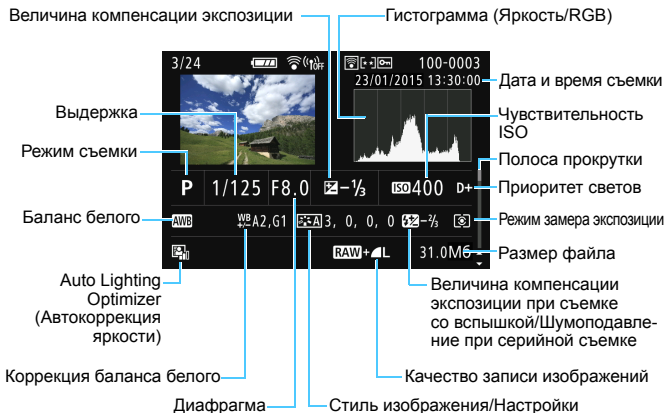 Величина компенсации экспозиции
Гистограмма (Яркость/RGB)
3/24
OFF
100-0003
23/01/2015 13:30:00
Дата и время съемки
Выдержка
Чувствительность
ISO
Режим съемки
Полоса прокрутки
P 1/125 F8.0 -1/3 ISO 400 D+
Приоритет светов
Баланс белого
AWB WB +/- A2,G1 A 3, 0, 0, 0 -2/3
Режим замера экспозиции
RAW+ L 31.0Мб
Размер файла
Auto Lighting
Optimizer
(Автокоррекция
яркости)
Величина компенсации
экспозиции при съемке
со вспышкой/Шумоподавле-
ние при серийной съемке
Коррекция баланса белого
Качество записи изображений
Диафрагма
Стиль изображения/Настройки